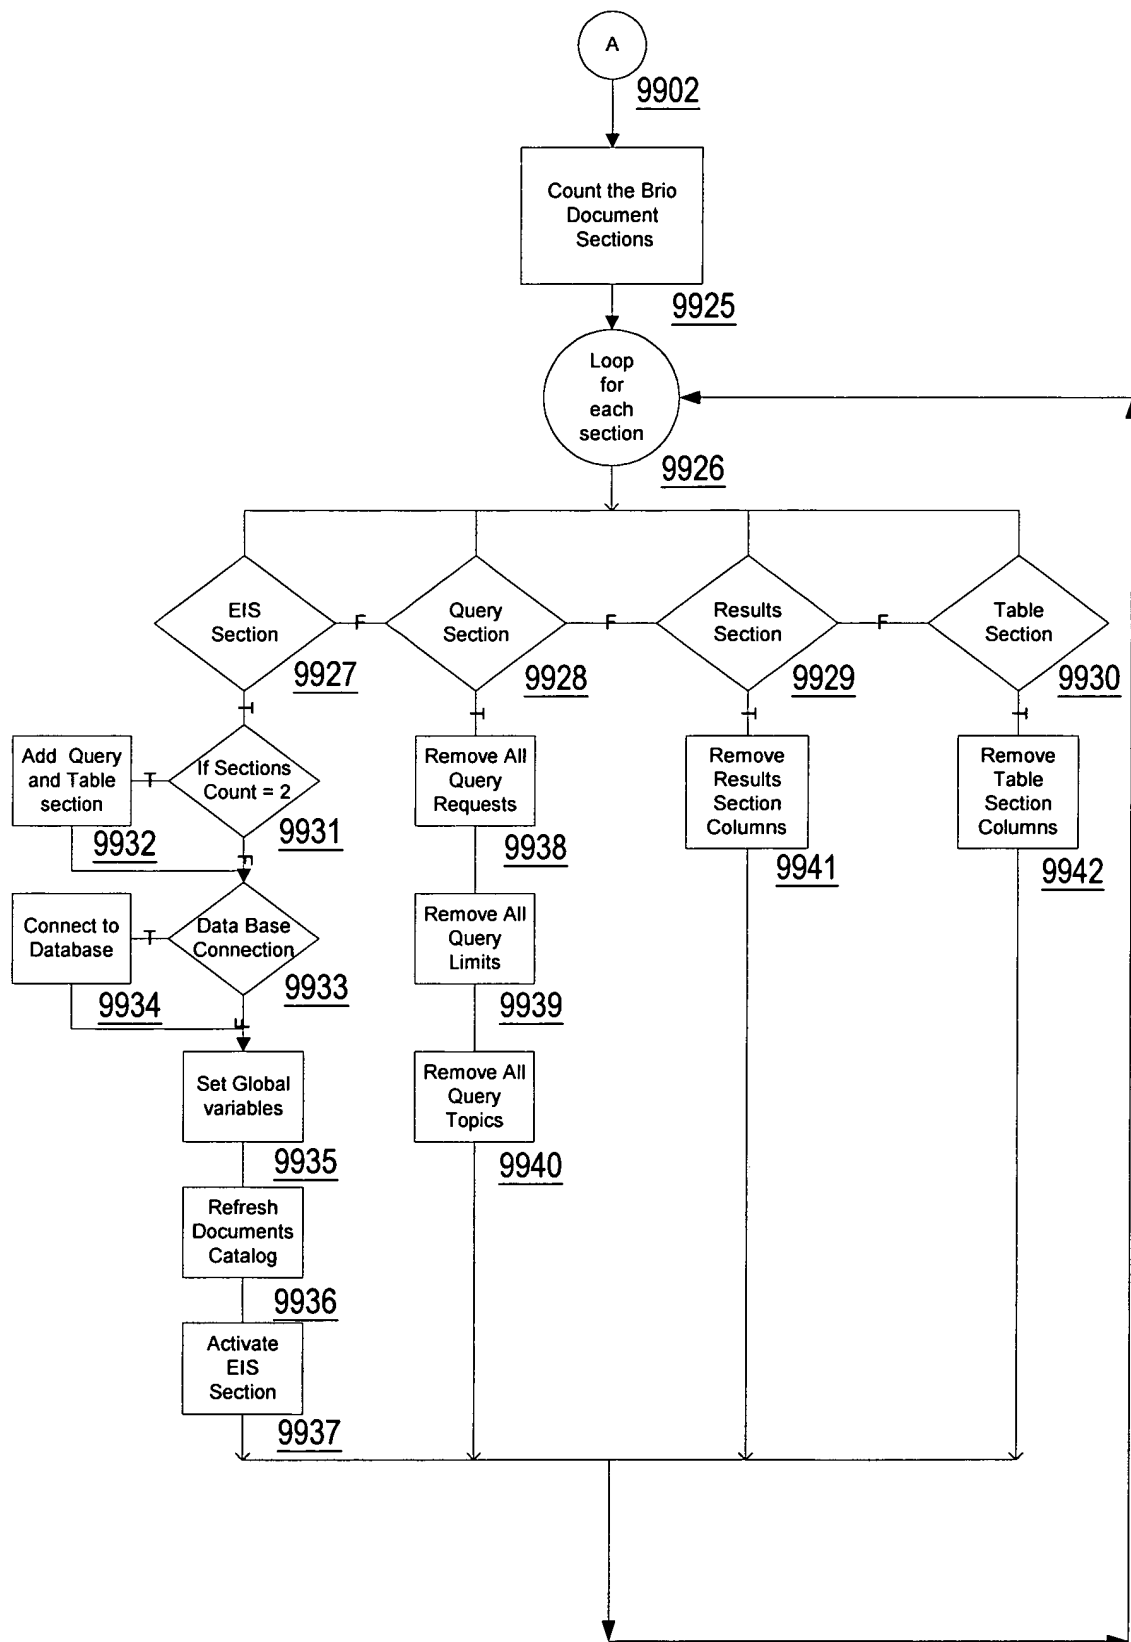 A
9902
Count the Brio
Document
Sections
9925
Loop
for
each
section
9926
EIS
Section
9927
F
Query
Section
9928
F
Results
Section
9929
F
Table
Section
9930
T
T
T
T
Add Query
and Table
section
9932
T
If Sections
Count = 2
9931
F
Remove All
Query
Requests
9938
Remove
Results
Section
Columns
9941
Remove
Table
Section
Columns
9942
Connect to
Database
9934
T
Data Base
Connection
9933
F
Remove All
Query
Limits
9939
Set Global
variables
9935
Remove All
Query
Topics
9940
Refresh
Documents
Catalog
9936
Activate
EIS
Section
9937